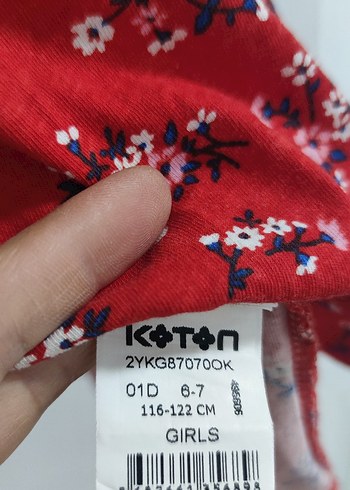 KOTON
2YKG87070OK
01D 6-7
116-122 CM
GIRLS